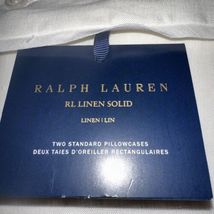 RALPH LAUREN
RL LINEN SOLID
LINEN | LIN
TWO STANDARD PILLOWCASES
DEUX TAIES D'OREILLER RECTANGULAIRES